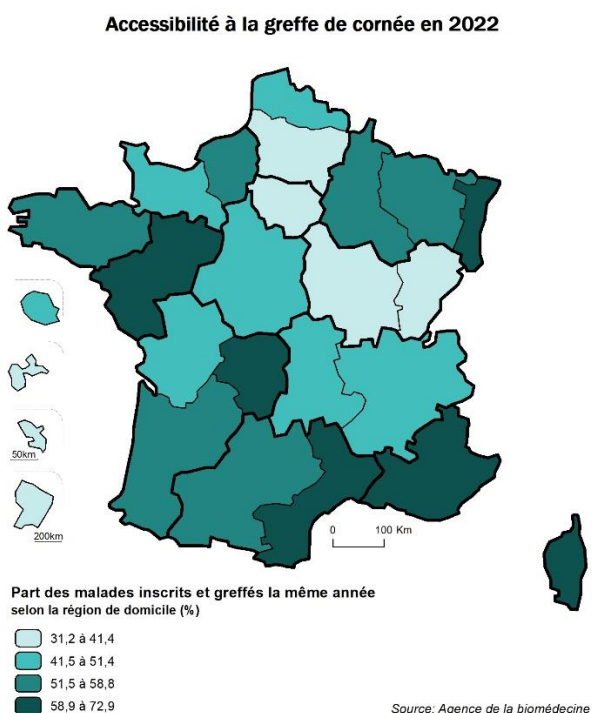 Accessibilité à la greffe de cornée en 2022
50km
200km
0 100 Km
Part des malades inscrits et greffés la même année
selon la région de domicile (%)
31,2 à 41,4
41,5 à 51,4
51,5 à 58,8
58,9 à 72,9
Source: Agence de la biomédecine